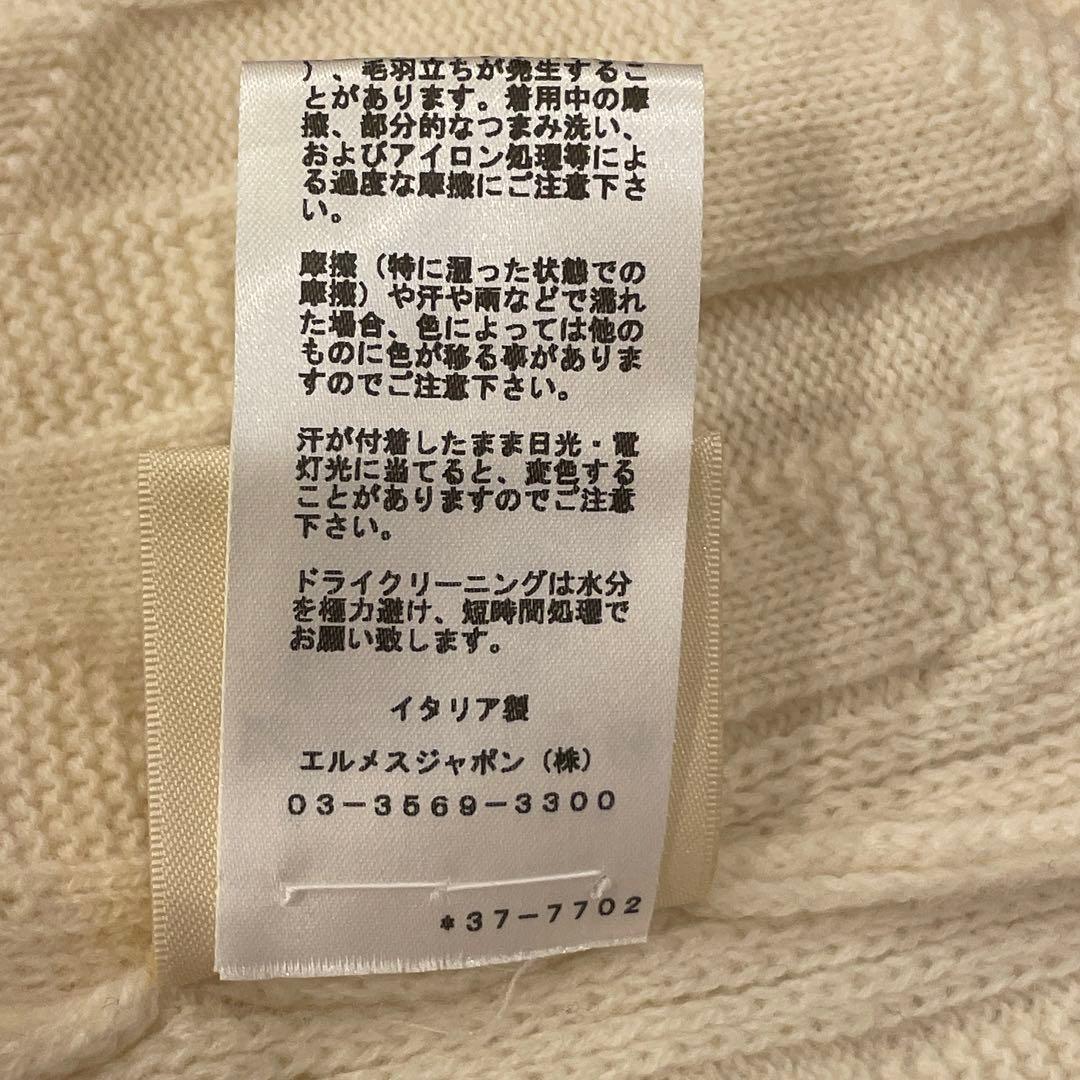 ）、毛羽立ちが発生するこ
とがあります。着用中の摩
擦、部分的なつまみ洗い、
およびアイロン処理等によ
る過度な摩擦にご注意下さ
い。
摩擦（特に湿った状態での
摩擦）や汗や雨などで濡れ
た場合、色によっては他の
ものに色が移る事がありま
すのでご注意下さい。
汗が付着したまま日光・電
灯光に当てると、変色する
ことがありますのでご注意
下さい。
ドライクリーニングは水分
を極力避け、短時間処理で
お願い致します。
イタリア製
エルメスジャポン（株）
０３－３５６９－３３００
＊３７－７７０２